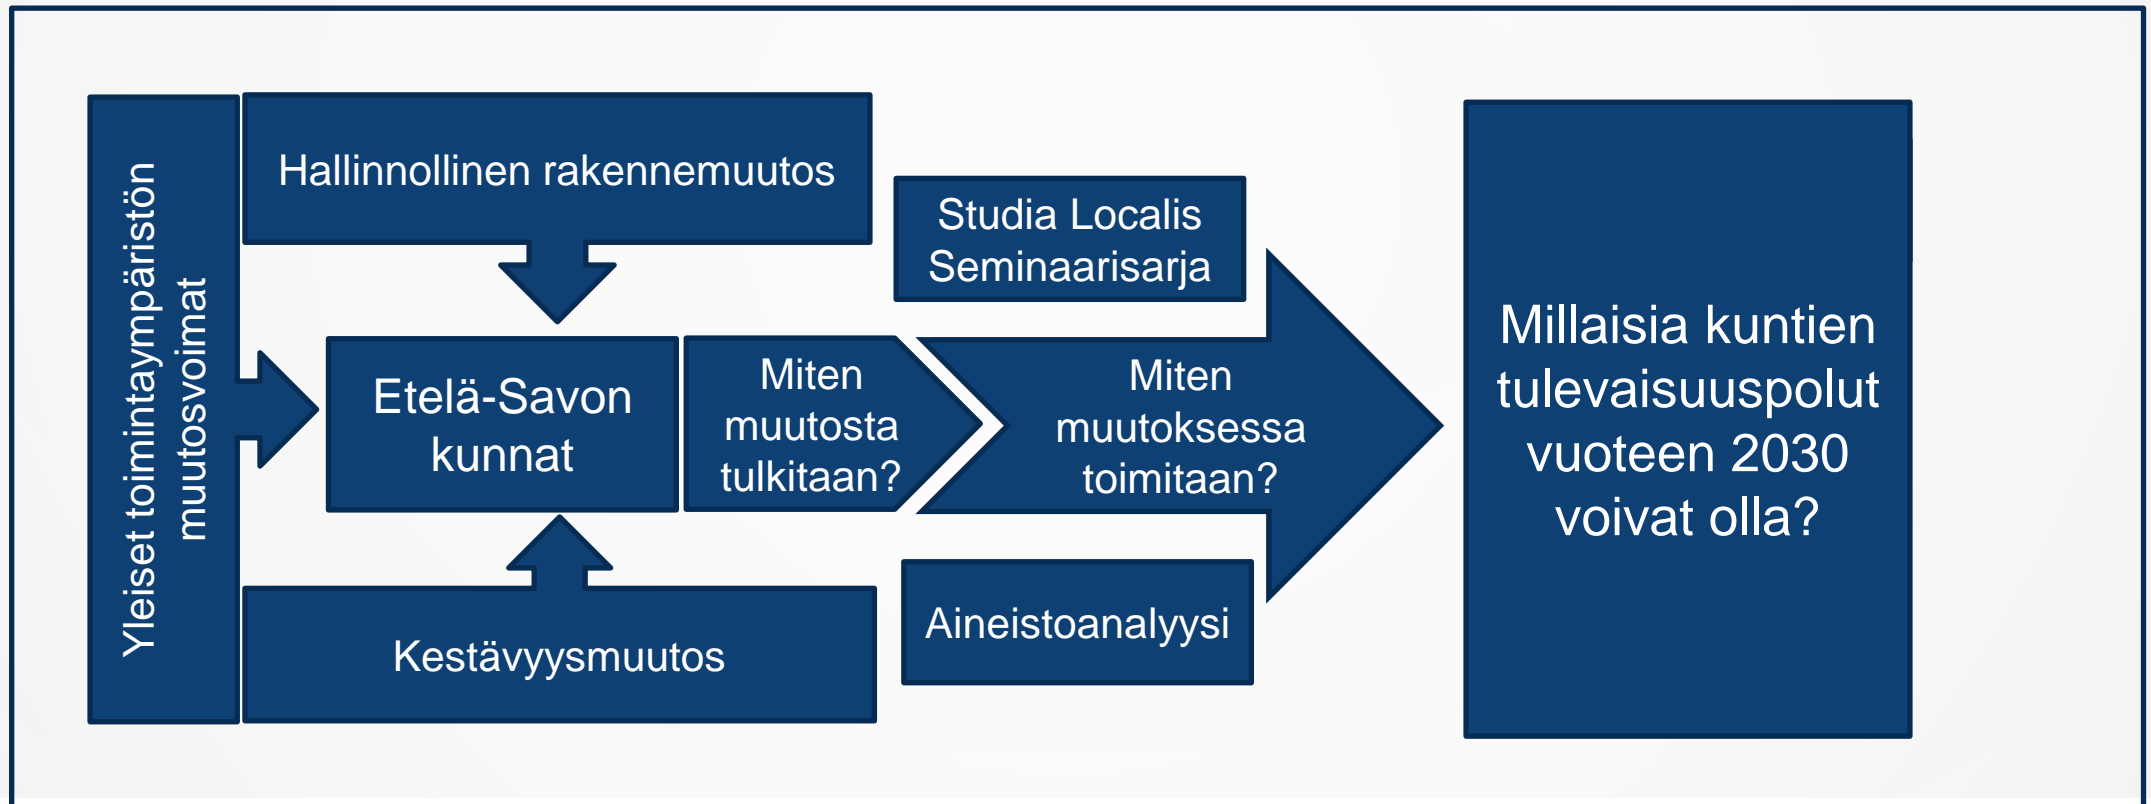 Yleiset toimintaympäristön
muutosvoimat
Hallinnollinen rakennemuutos
Etelä-Savon
kunnat
Kestävyysmuutos
Miten
muutosta
tulkitaan?
Studia Localis
Seminaarisarja
Miten
muutoksessa
toimitaan?
Aineistoanalyysi
Millaisia kuntien
tulevaisuuspolut
vuoteen 2030
voivat olla?